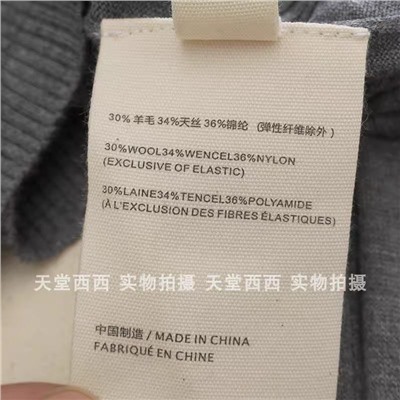 30% 羊毛 34%天丝 36%锦纶 (弹性纤维除外)
30%WOOL34%WENCEL36%NYLON
(EXCLUSIVE OF ELASTIC)
30%LAINE34%TENCEL36%POLYAMIDE
(À L'EXCLUSION DES FIBRES ÉLASTIQUES)
天堂西西 实物拍摄 天堂西西 实物拍摄
中国制造 / MADE IN CHINA
FABRIQUÉ EN CHINE